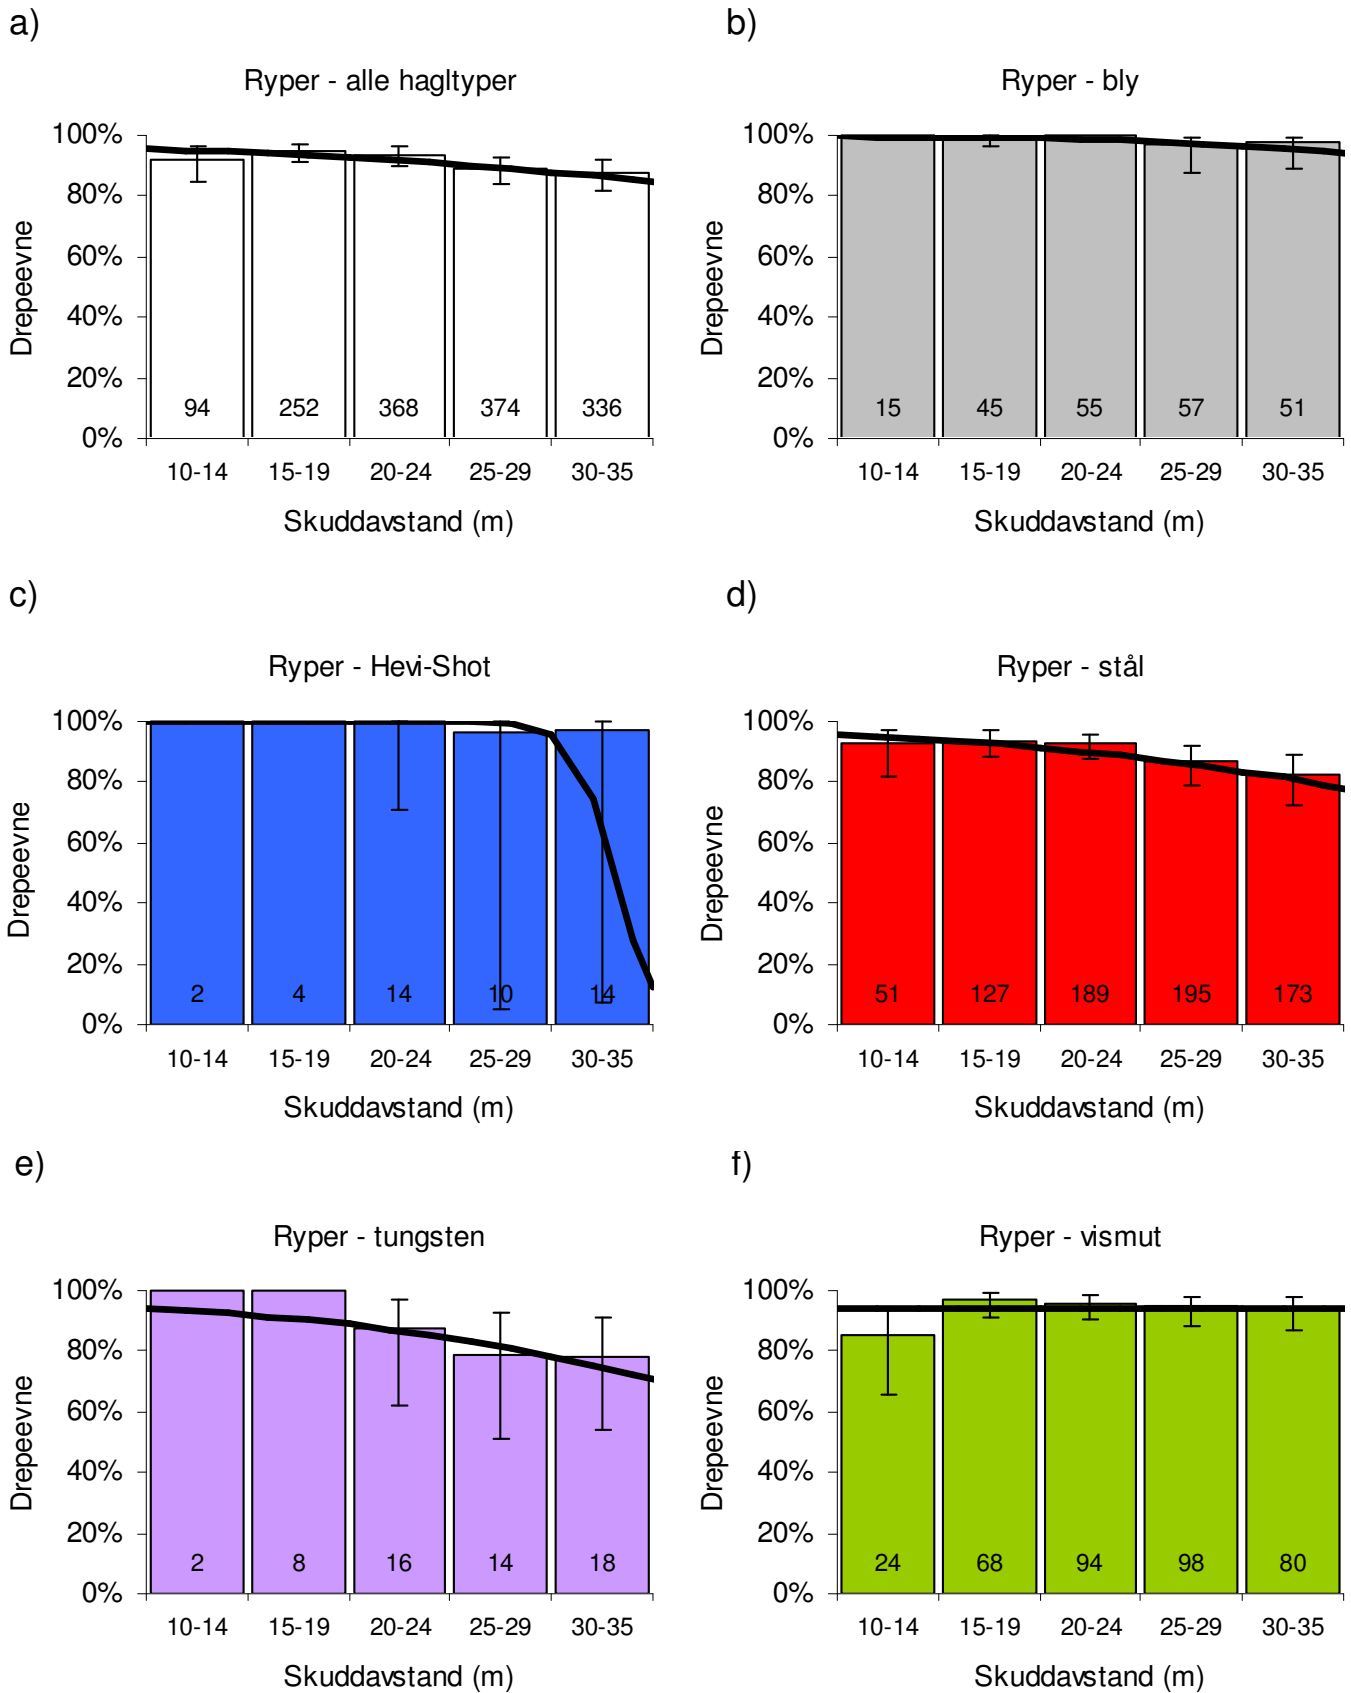 a)
Ryper - alle hagltyper
Drepeevne
100%
80%
60%
40%
20%
0%
94 252 368 374 336
10-14 15-19 20-24 25-29 30-35
Skuddavstand (m)
b)
Ryper - bly
Drepeevne
100%
80%
60%
40%
20%
0%
15 45 55 57 51
10-14 15-19 20-24 25-29 30-35
Skuddavstand (m)
c)
Ryper - Hevi-Shot
Drepeevne
100%
80%
60%
40%
20%
0%
2 4 14 10 14
10-14 15-19 20-24 25-29 30-35
Skuddavstand (m)
d)
Ryper - stål
Drepeevne
100%
80%
60%
40%
20%
0%
51 127 189 195 173
10-14 15-19 20-24 25-29 30-35
Skuddavstand (m)
e)
Ryper - tungsten
Drepeevne
100%
80%
60%
40%
20%
0%
2 8 16 14 18
10-14 15-19 20-24 25-29 30-35
Skuddavstand (m)
f)
Ryper - vismut
Drepeevne
100%
80%
60%
40%
20%
0%
24 68 94 98 80
10-14 15-19 20-24 25-29 30-35
Skuddavstand (m)